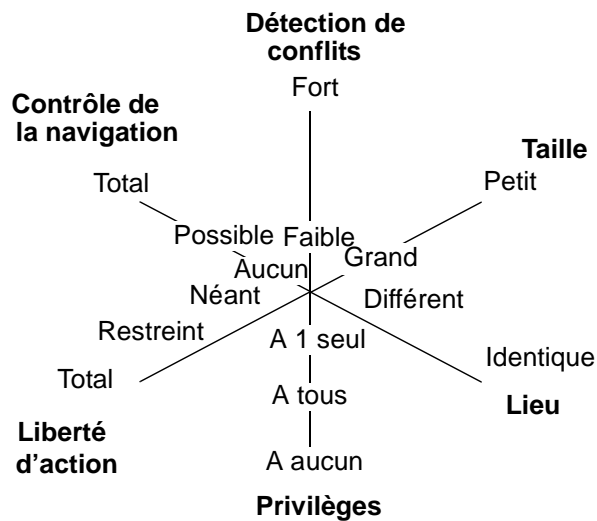 Détection de
conflits
Fort
Contrôle de
la navigation
Taille
Total
Petit
Possible
Faible
Grand
Aucun
Néant
Différent
Restreint
A 1 seul
Identique
Total
A tous
Lieu
Liberté
d'action
A aucun
Privilèges